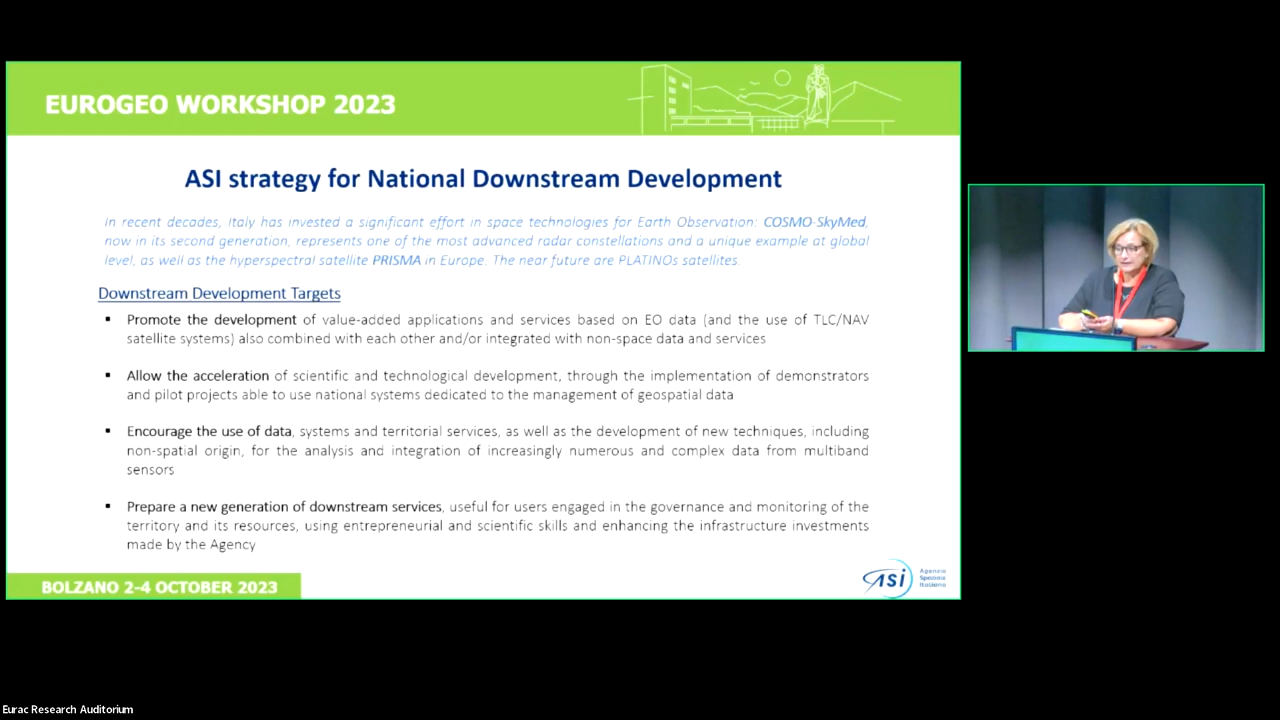 EUROGEO WORKSHOP 2023
ASI strategy for National Downstream Development
In recent decades, Italy has invested a significant effort in space technologies for Earth Observation: COSMO-SkyMed,
now in its second generation, represents one of the most advanced radar constellations and a unique example at global
level, as well as the hyperspectral satellite PRISMA in Europe. The near future are PLATINOs satellites.
Downstream Development Targets
▪ Promote the development of value-added applications and services based on EO data (and the use of TLC/NAV
satellite systems) also combined with each other and/or integrated with non-space data and services
▪ Allow the acceleration of scientific and technological development, through the implementation of demonstrators
and pilot projects able to use national systems dedicated to the management of geospatial data
▪ Encourage the use of data, systems and territorial services, as well as the development of new techniques, including
non-spatial origin, for the analysis and integration of increasingly numerous and complex data from multiband
sensors
▪ Prepare a new generation of downstream services, useful for users engaged in the governance and monitoring of the
territory and its resources, using entrepreneurial and scientific skills and enhancing the infrastructure investments
made by the Agency
BOLZANO 2-4 OCTOBER 2023
ASI
Agenzia
Spaziale
Italiana
Eurac Research Auditorium